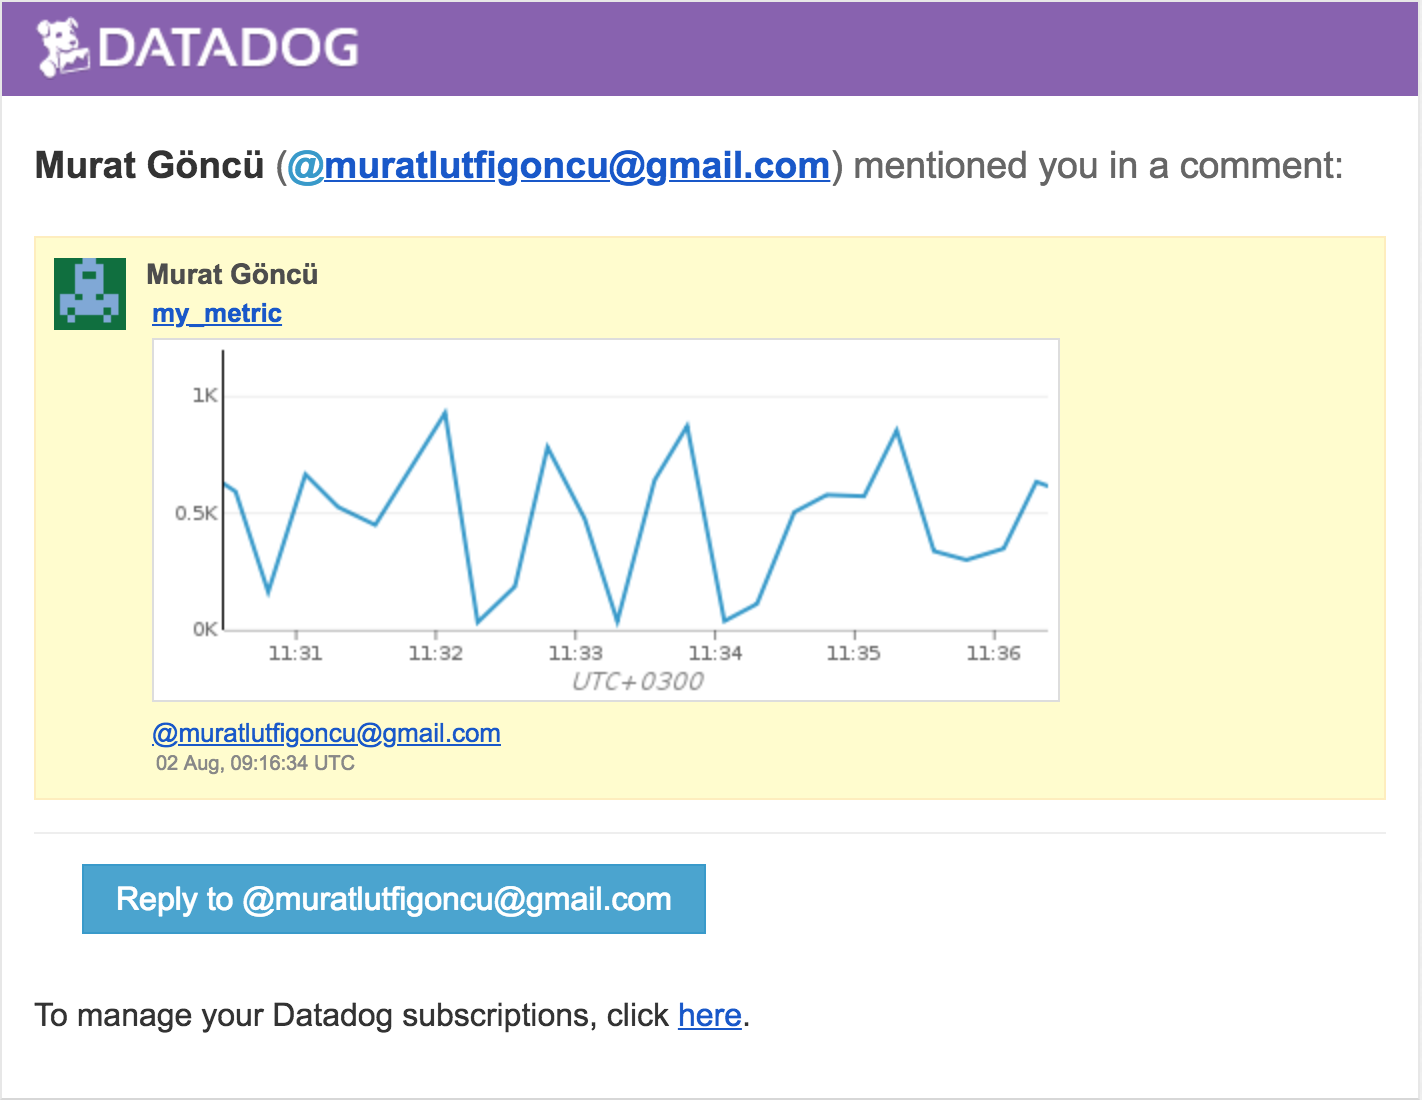 DATADOG
Murat Göncü (@muratlutfigoncu@gmail.com) mentioned you in a comment:
Murat Göncü
my_metric
1K
0.5K
0K
11:31 11:32 11:33 11:34 11:35 11:36
UTC+0300
@muratlutfigoncu@gmail.com
02 Aug, 09:16:34 UTC
Reply to @muratlutfigoncu@gmail.com
To manage your Datadog subscriptions, click here.